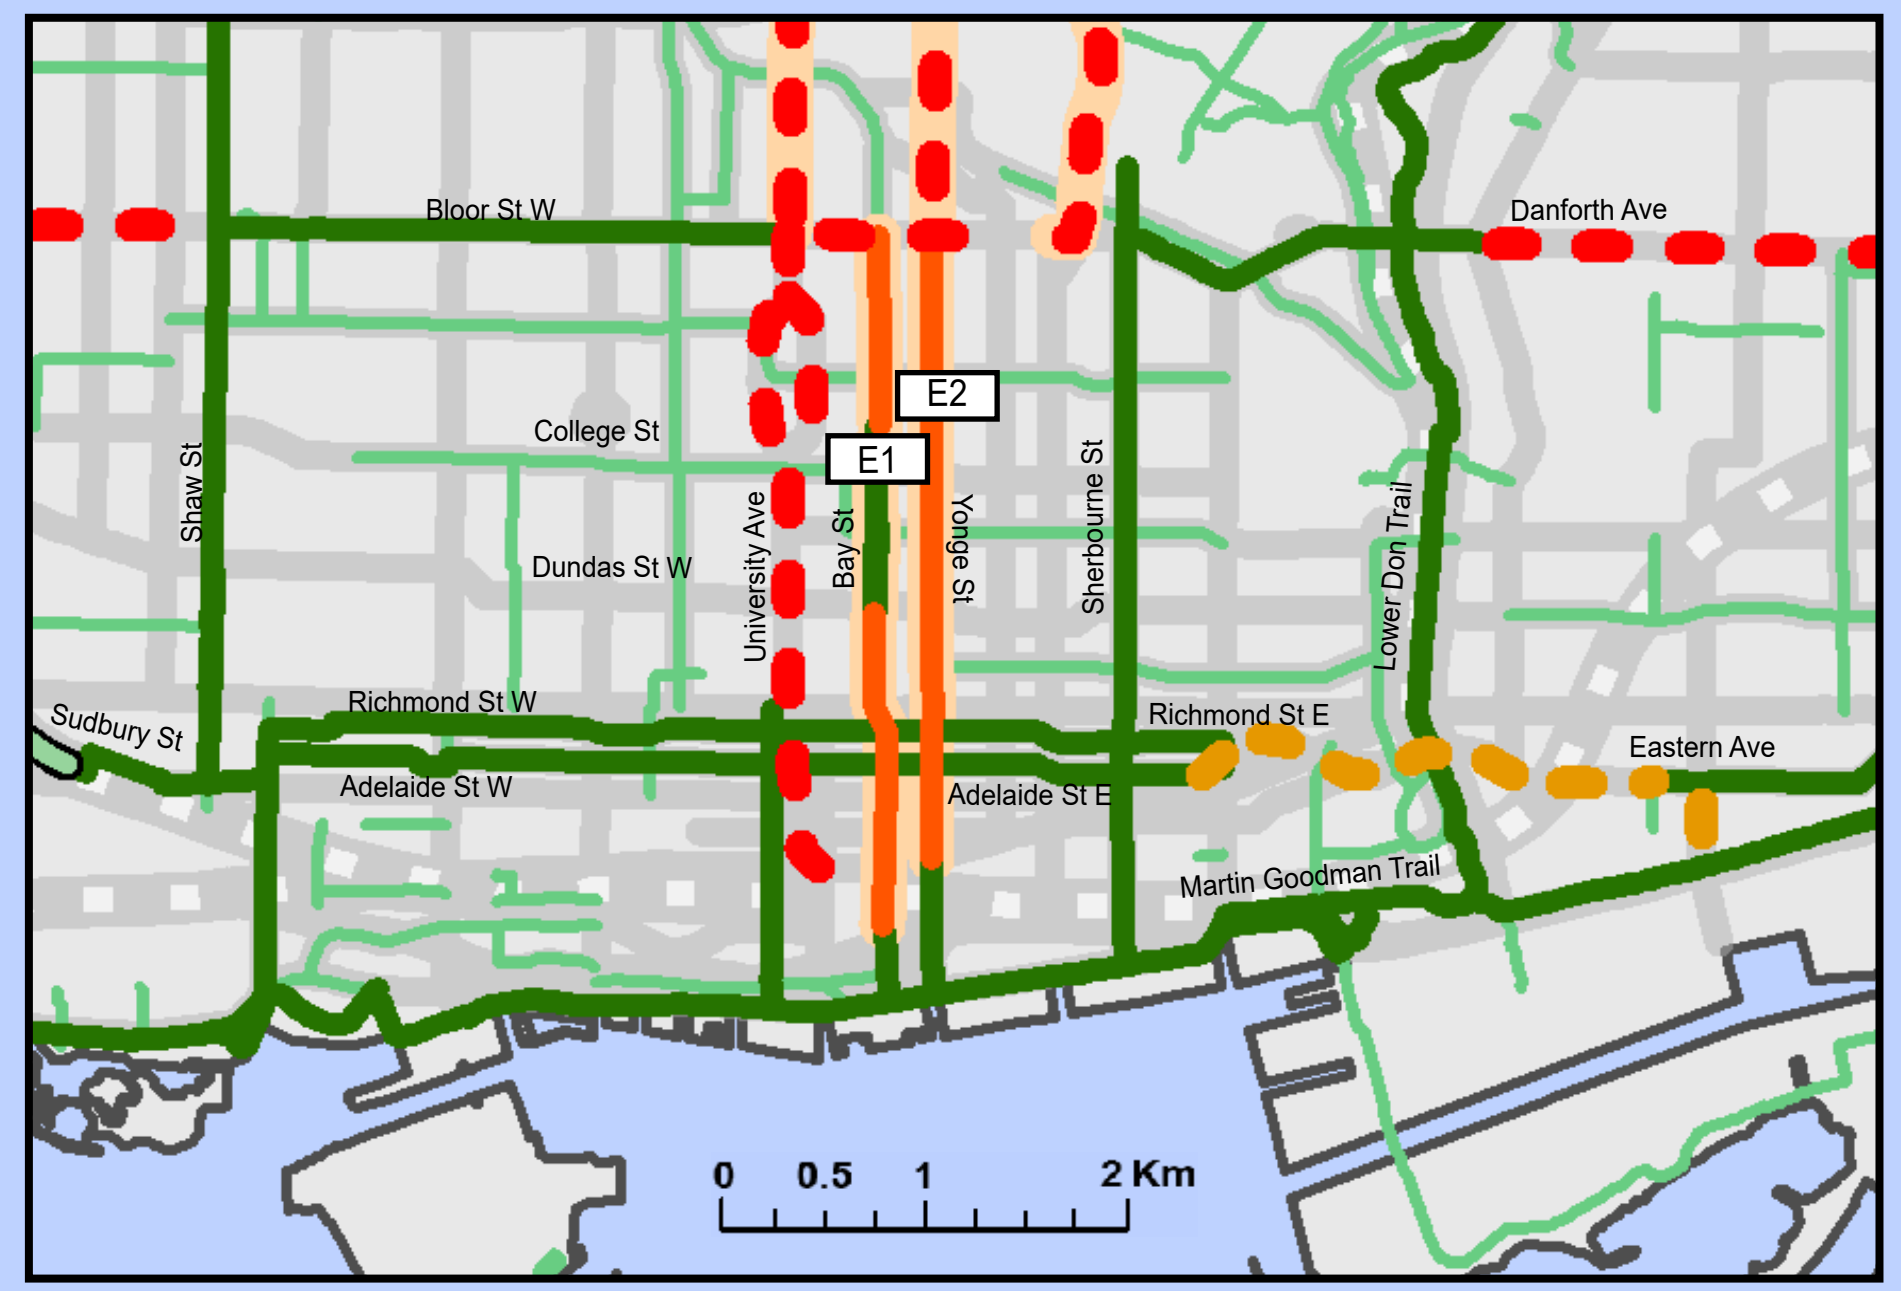 Bloor St W
Danforth Ave
E2
College St
E1
Shaw St
University Ave
Bay St
Yonge St
Sherbourne St
Lower Don Trail
Dundas St W
Richmond St W
Sudbury St
Richmond St E
Eastern Ave
Adelaide St W
Adelaide St E
Martin Goodman Trail
0 0.5 1 2 Km